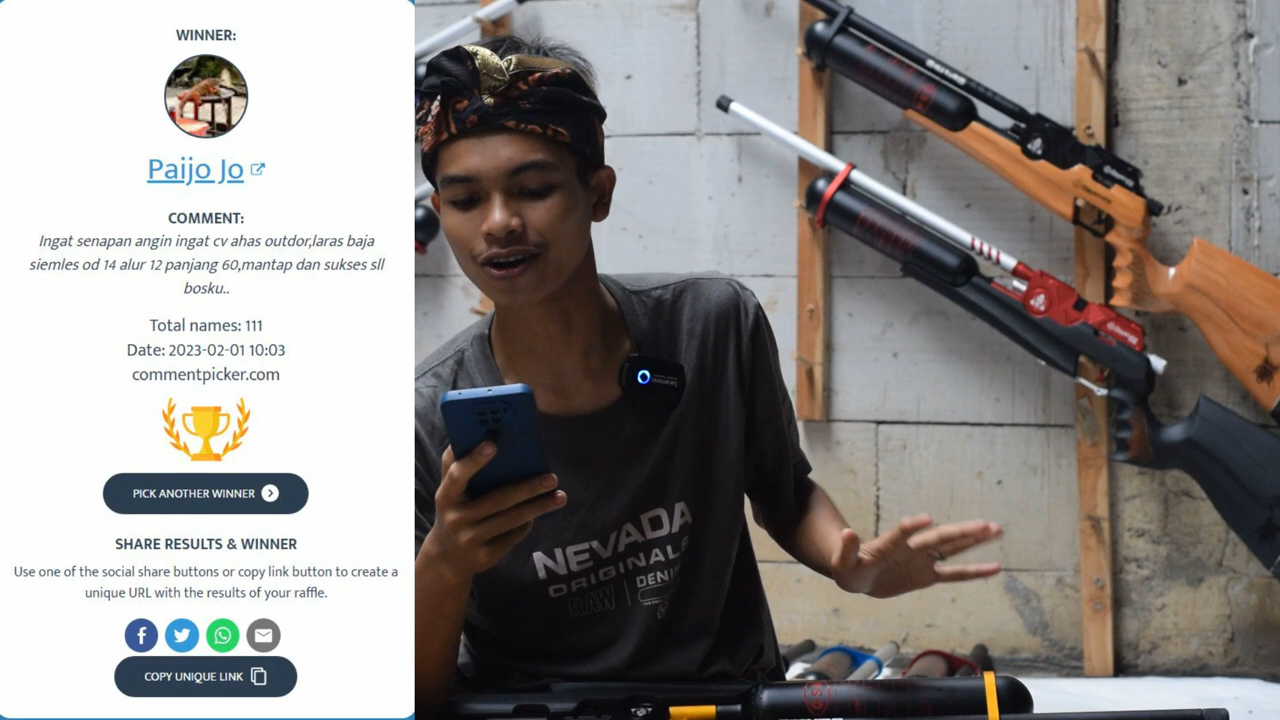 WINNER:
Paijo Jo
COMMENT:
Ingat senapan angin ingat cv ahas outdor,laras baja
siemles od 14 alur 12 panjang 60,mantap dan sukses sll
bosku..
Total names: 111
Date: 2023-02-01 10:03
commentpicker.com
PICK ANOTHER WINNER
SHARE RESULTS & WINNER
Use one of the social share buttons or copy link button to create a
unique URL with the results of your raffle.
COPY UNIQUE LINK
NEVADA
ORIGINALS
RAW
DENIM
Saramonic